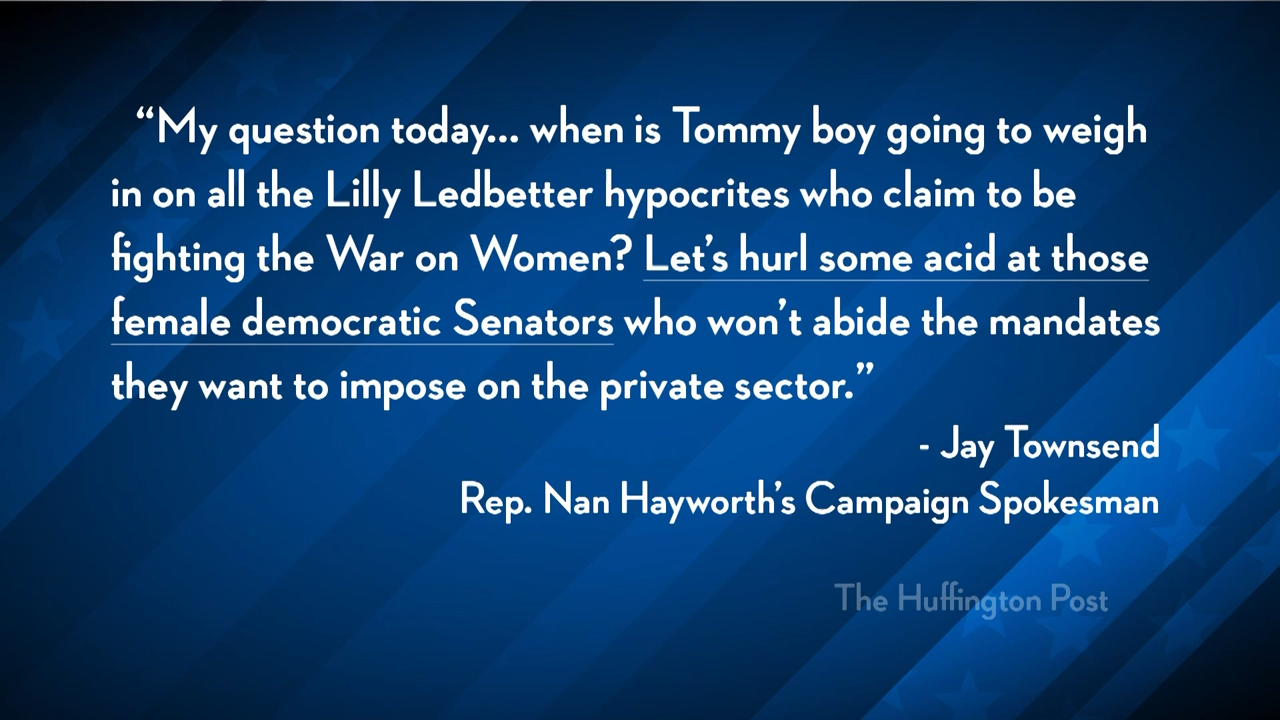 “My question today... when is Tommy boy going to weigh
in on all the Lilly Ledbetter hypocrites who claim to be
fighting the War on Women? Let’s hurl some acid at those
female democratic Senators who won’t abide the mandates
they want to impose on the private sector.”
- Jay Townsend
Rep. Nan Hayworth’s Campaign Spokesman
The Huffington Post